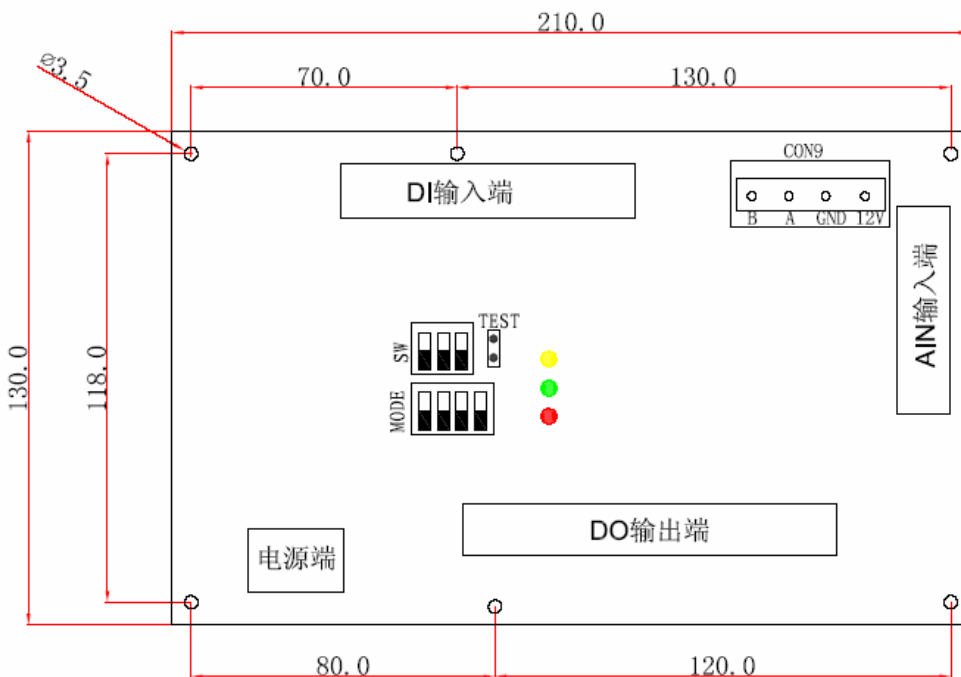 210.0
ø3.5
70.0
130.0
CON9
DI输入端
B A GND 12V
AIN输入端
TEST
SW
130.0
118.0
MODE
DO输出端
电源端
80.0
120.0